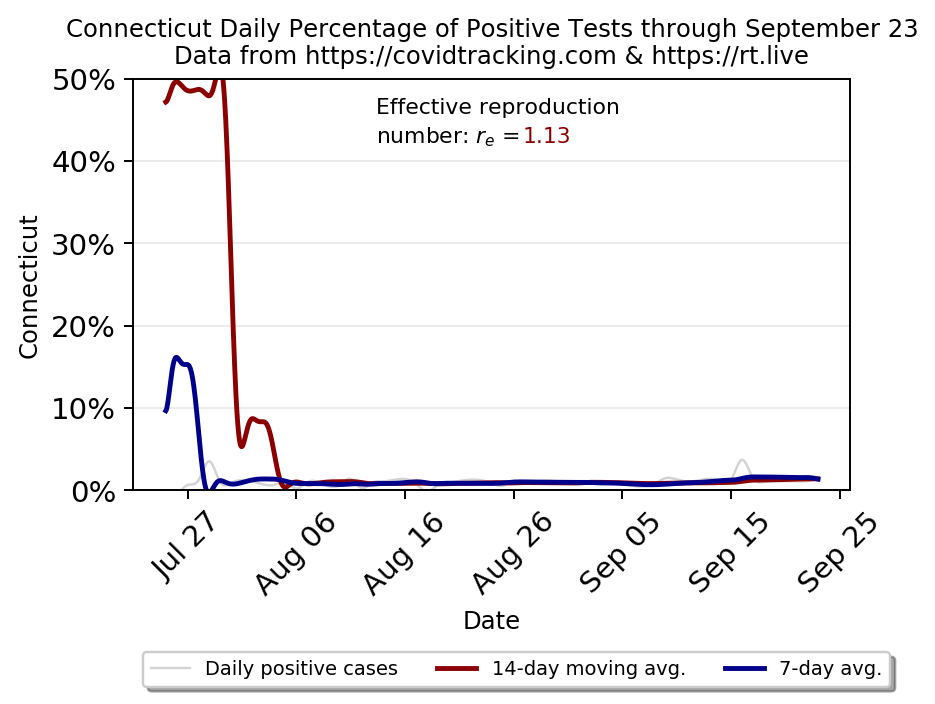 Connecticut Daily Percentage of Positive Tests through September 23
Data from https://covidtracking.com & https://rt.live
50%
Effective reproduction
number: rₑ =1.13
40%
30%
20%
10%
0%
Connecticut
Jul 27
Aug 06
Aug 16
Aug 26
Sep 05
Sep 15
Sep 25
Date
Daily positive cases
14-day moving avg.
7-day avg.